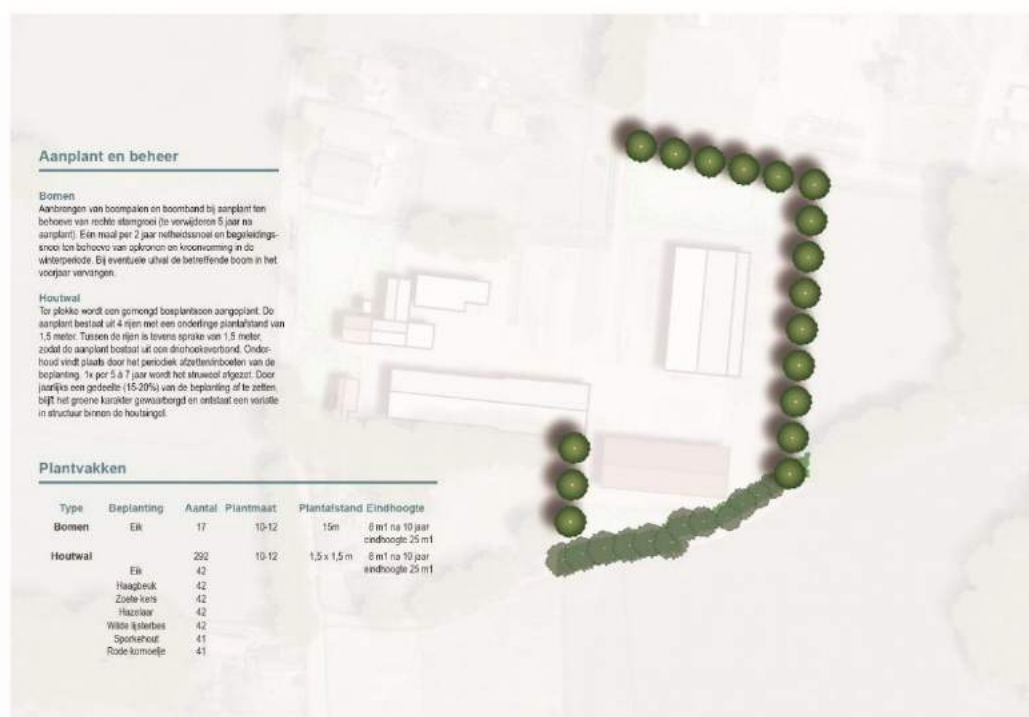 Aanplant en beheer
Bomen
Aanbrengen van boompalen en boomband bij aanplant ten
behoeve van rechte stamgroei (te verwijderen 5 jaar na
aanplant). Eén maal per 2 jaar netheidssnoei en begeleidings-
snoei ten behoeve van opkronen en kroonvorming in de
winterperiode. Bij eventuele uitval de betreffende boom in het
voorjaar vervangen.
Houtwal
Ter plekke wordt een gemengd bosplantsoen aangeplant. De
aanplant bestaat uit 4 rijen met een onderlinge plantafstand van
1,5 meter. Tussen de rijen is tevens sprake van 1,5 meter,
zodat de aanplant bestaat uit een driehoeksverband. Onder-
houd vindt plaats door het periodiek afzetten/inboeten van de
beplanting. 1x per 5 à 7 jaar wordt het struweel afgezet. Door
jaarlijks een gedeelte (15-20%) van de beplanting af te zetten,
blijft het groene karakter gewaarborgd en ontstaat een variatie
in structuur binnen de houtsingel.
Plantvakken
Type Beplanting Aantal Plantmaat Plantafstand Eindhoogte
Bomen Eik 17 10-12 15m 6 m1 na 10 jaar
eindhoogte 25 m1
Houtwal 292 10-12 1,5 x 1,5 m 6 m1 na 10 jaar
eindhoogte 25 m1
Eik 42
Haagbeuk 42
Zoete kers 42
Hazelaar 42
Wilde lijsterbes 42
Sporkehout 41
Rode kornoelje 41